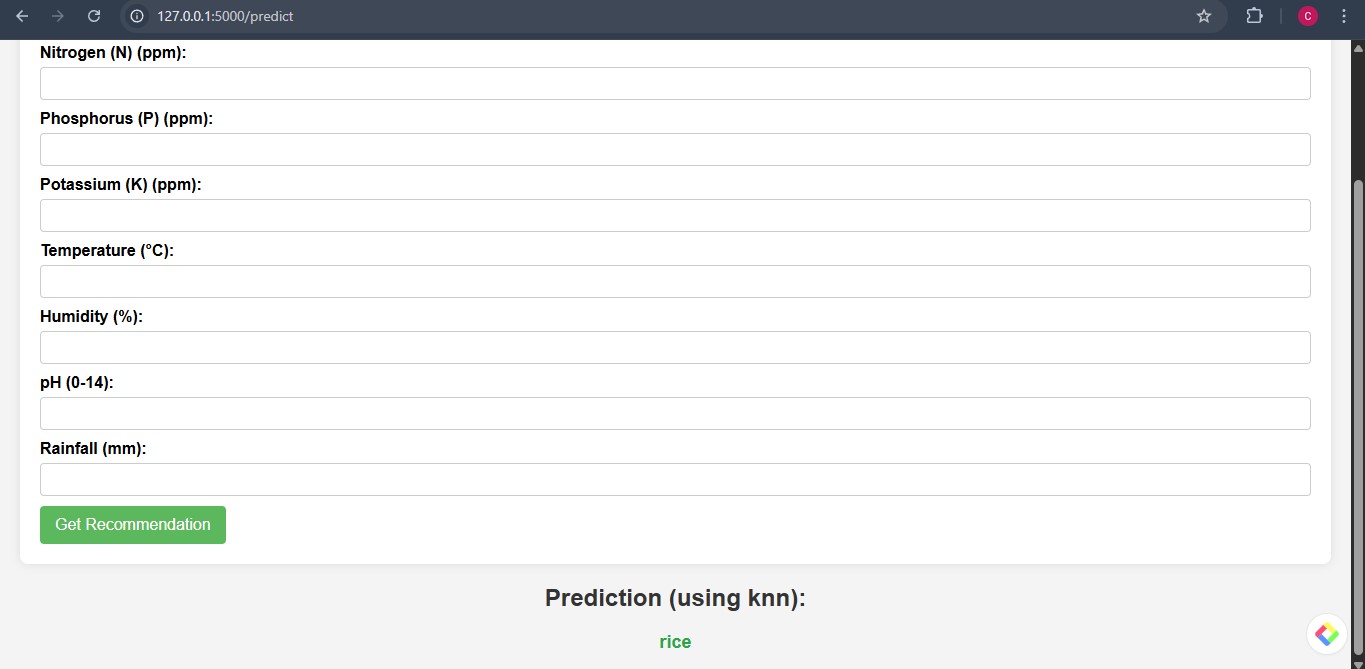 127.0.0.1:5000/predict
C
Nitrogen (N) (ppm):
Phosphorus (P) (ppm):
Potassium (K) (ppm):
Temperature (°C):
Humidity (%):
pH (0-14):
Rainfall (mm):
Get Recommendation
Prediction (using knn):
rice